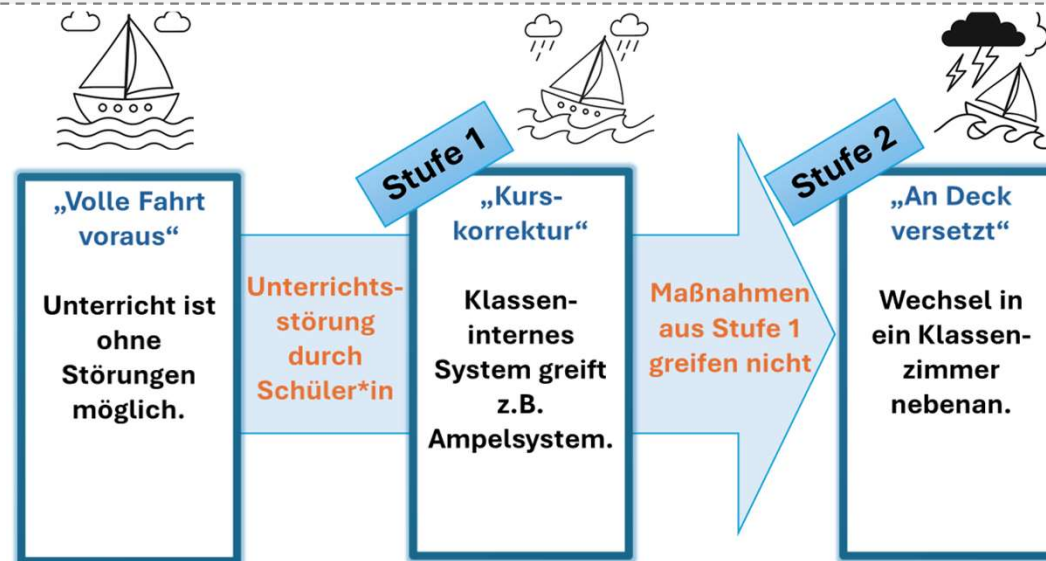 „Volle Fahrt
voraus“
Unterricht ist
ohne
Störungen
möglich.
Unterrichts-
störung
durch
Schüler*in
Stufe 1
„Kurs-
korrektur“
Klassen-
internes
System greift
z.B.
Ampelsystem.
Maßnahmen
aus Stufe 1
greifen nicht
Stufe 2
„An Deck
versetzt“
Wechsel in
ein Klassen-
zimmer
nebenan.